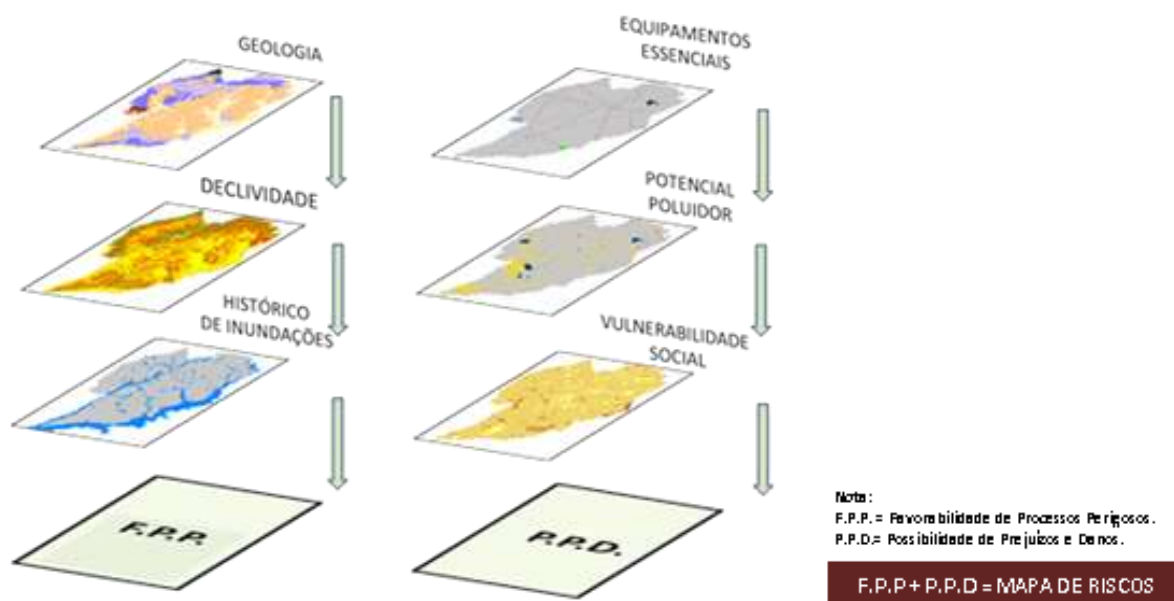 GEOLOGIA
DECLIVIDADE
HISTÓRICO
DE INUNDAÇÕES
F.P.P.
EQUIPAMENTOS
ESSENCIAIS
POTENCIAL
POLUIDOR
VULNERABILIDADE
SOCIAL
P.P.D.
Nota:
F.P.P. = Favorabilidade de Processos Perigosos.
P.P.D.= Possibilidade de Prejuízos e Danos.
F.P.P + P.P.D = MAPA DE RISCOS